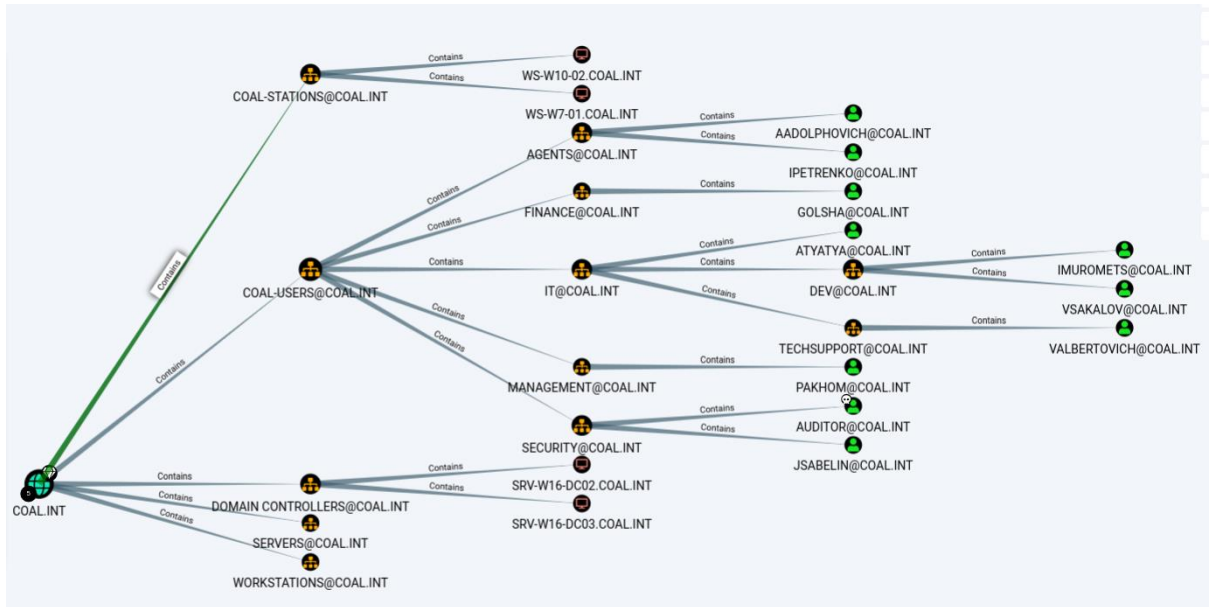 Contains
WS-W10-02.COAL.INT
COAL-STATIONS@COAL.INT
Contains
WS-W7-01.COAL.INT
Contains
AADOLPHOVICH@COAL.INT
AGENTS@COAL.INT
Contains
IPETRENKO@COAL.INT
Contains
Contains
FINANCE@COAL.INT
GOLSHA@COAL.INT
Contains
Contains
ATYATYA@COAL.INT
Contains
IMUROMETS@COAL.INT
Contains
COAL-USERS@COAL.INT
Contains
IT@COAL.INT
Contains
DEV@COAL.INT
Contains
VSAKALOV@COAL.INT
Contains
Contains
TECHSUPPORT@COAL.INT
VALBERTOVICH@COAL.INT
Contains
Contains
MANAGEMENT@COAL.INT
Contains
PAKHOM@COAL.INT
Contains
Contains
AUDITOR@COAL.INT
SECURITY@COAL.INT
Contains
JSABELIN@COAL.INT
COAL.INT
Contains
DOMAIN CONTROLLERS@COAL.INT
Contains
SRV-W16-DC02.COAL.INT
Contains
SERVERS@COAL.INT
Contains
SRV-W16-DC03.COAL.INT
Contains
WORKSTATIONS@COAL.INT